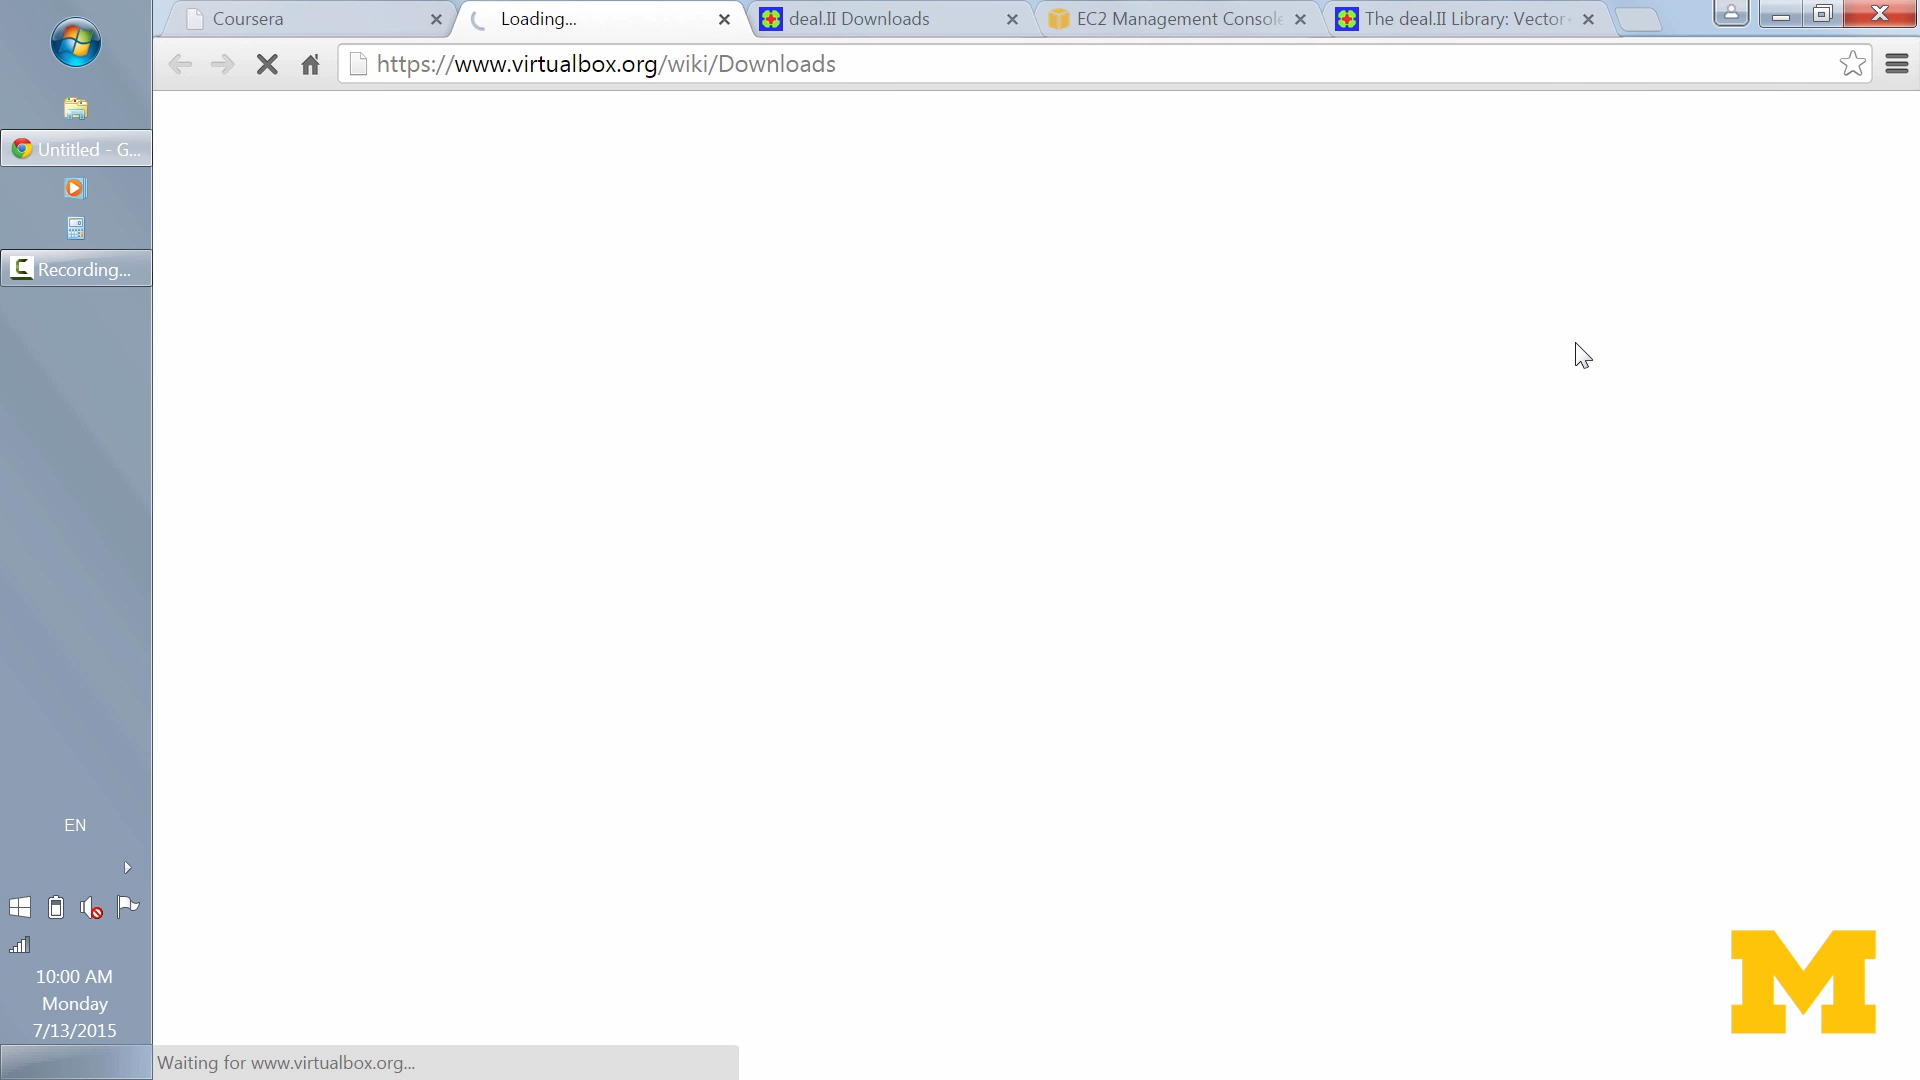 Coursera
Loading...
deal.II Downloads
EC2 Management Console
The deal.II Library: Vector
https://www.virtualbox.org/wiki/Downloads
Untitled - G...
Recording...
EN
10:00 AM
Monday
7/13/2015
Waiting for www.virtualbox.org...
M